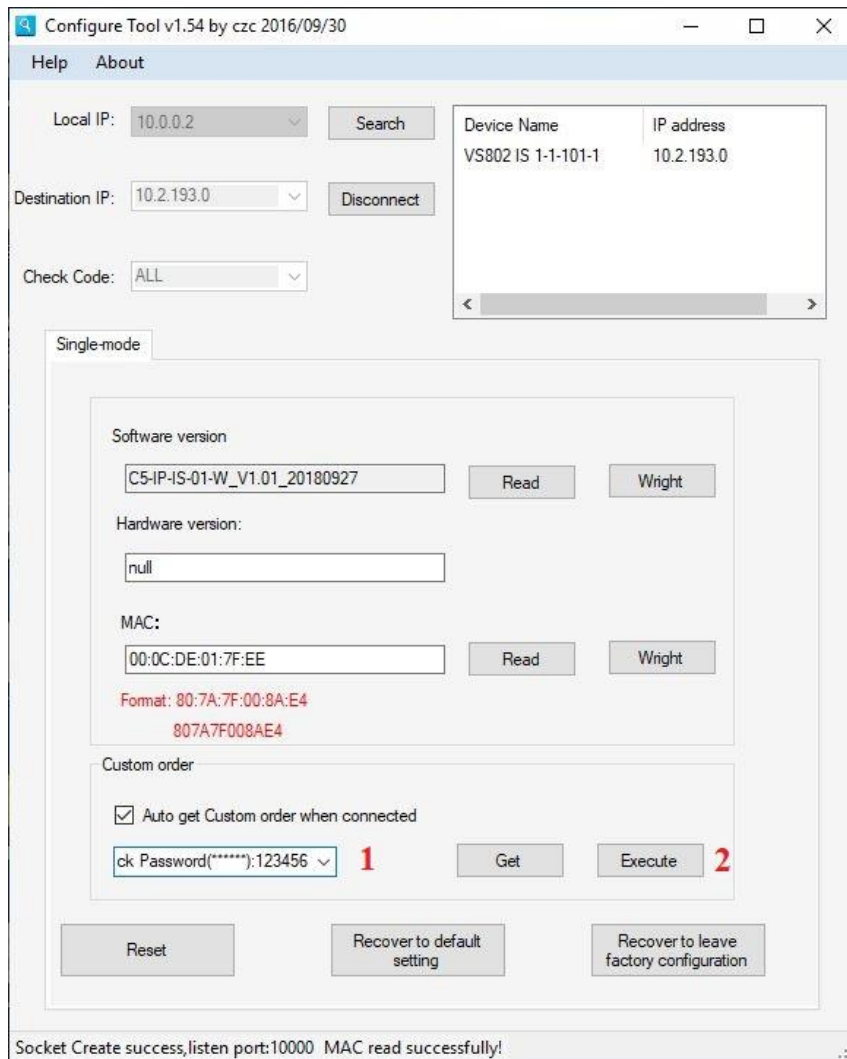 Configure Tool v1.54 by czc 2016/09/30
Help About
Local IP: 10.0.0.2 Search
Device Name IP address
VS802 IS 1-1-101-1 10.2.193.0
Destination IP: 10.2.193.0 Disconnect
Check Code: ALL
Single-mode
Software version
C5-IP-IS-01-W_V1.01_20180927 Read Wright
Hardware version:
null
MAC:
00:0C:DE:01:7F:EE Read Wright
Format: 80:7A:7F:00:8A:E4
807A7F008AE4
Custom order
Auto get Custom order when connected
ck Password(******):123456 1 Get Execute 2
Reset
Recover to default
setting
Recover to leave
factory configuration
Socket Create success,listen port:10000 MAC read successfully!